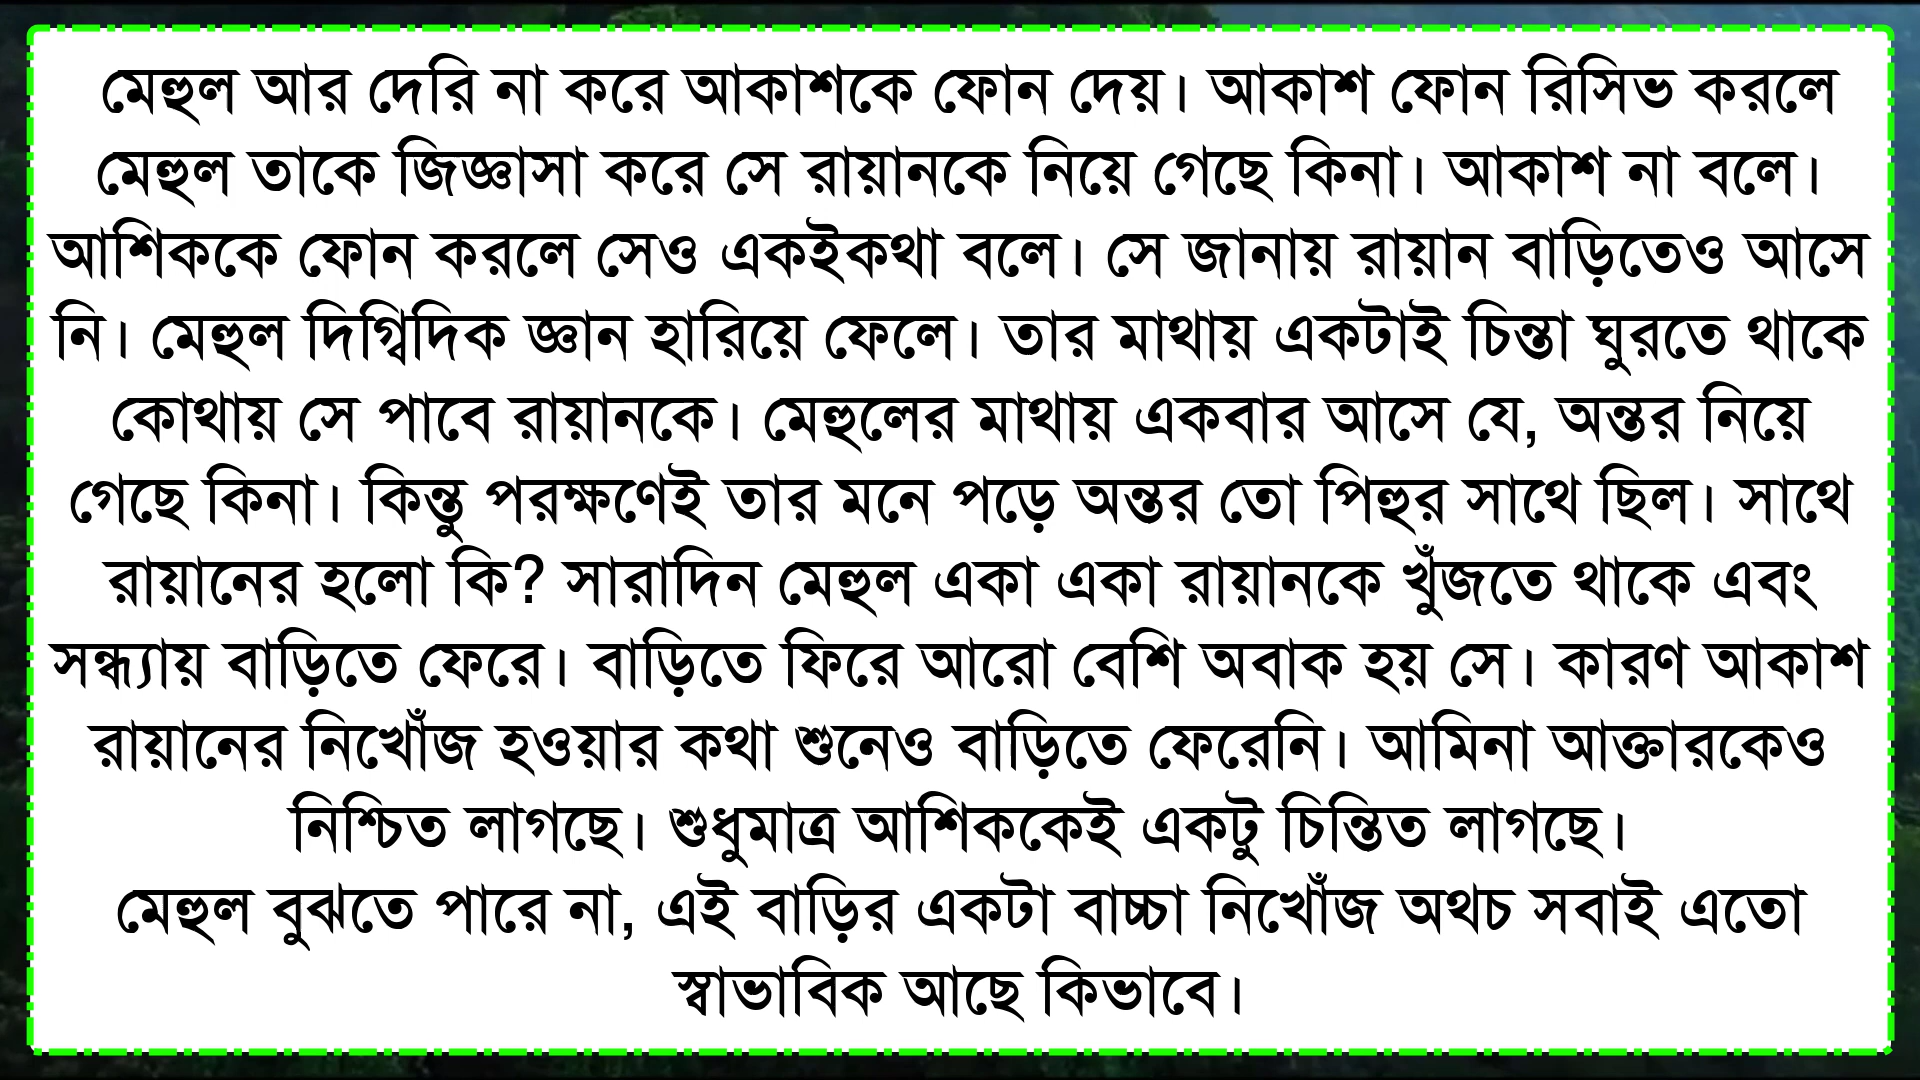 মেহুল আর দেরি না করে আকাশকে ফোন দেয়। আকাশ ফোন রিসিভ করলে
মেহুল তাকে জিজ্ঞাসা করে সে রায়ানকে নিয়ে গেছে কিনা। আকাশ না বলে।
আশিককে ফোন করলে সেও একইকথা বলে। সে জানায় রায়ান বাড়িতেও আসে
নি। মেহুল দিগ্বিদিক জ্ঞান হারিয়ে ফেলে। তার মাথায় একটাই চিন্তা ঘুরতে থাকে
কোথায় সে পাবে রায়ানকে। মেহুলের মাথায় একবার আসে যে, অন্তর নিয়ে
গেছে কিনা। কিন্তু পরক্ষণেই তার মনে পড়ে অন্তর তো পিহুর সাথে ছিল। সাথে
রায়ানের হলো কি? সারাদিন মেহুল একা একা রায়ানকে খুঁজতে থাকে এবং
সন্ধ্যায় বাড়িতে ফেরে। বাড়িতে ফিরে আরো বেশি অবাক হয় সে। কারণ আকাশ
রায়ানের নিখোঁজ হওয়ার কথা শুনেও বাড়িতে ফেরেনি। আমিনা আক্তারকেও
নিশ্চিত লাগছে। শুধুমাত্র আশিককেই একটু চিন্তিত লাগছে।
মেহুল বুঝতে পারে না, এই বাড়ির একটা বাচ্চা নিখোঁজ অথচ সবাই এতো
স্বাভাবিক আছে কিভাবে।